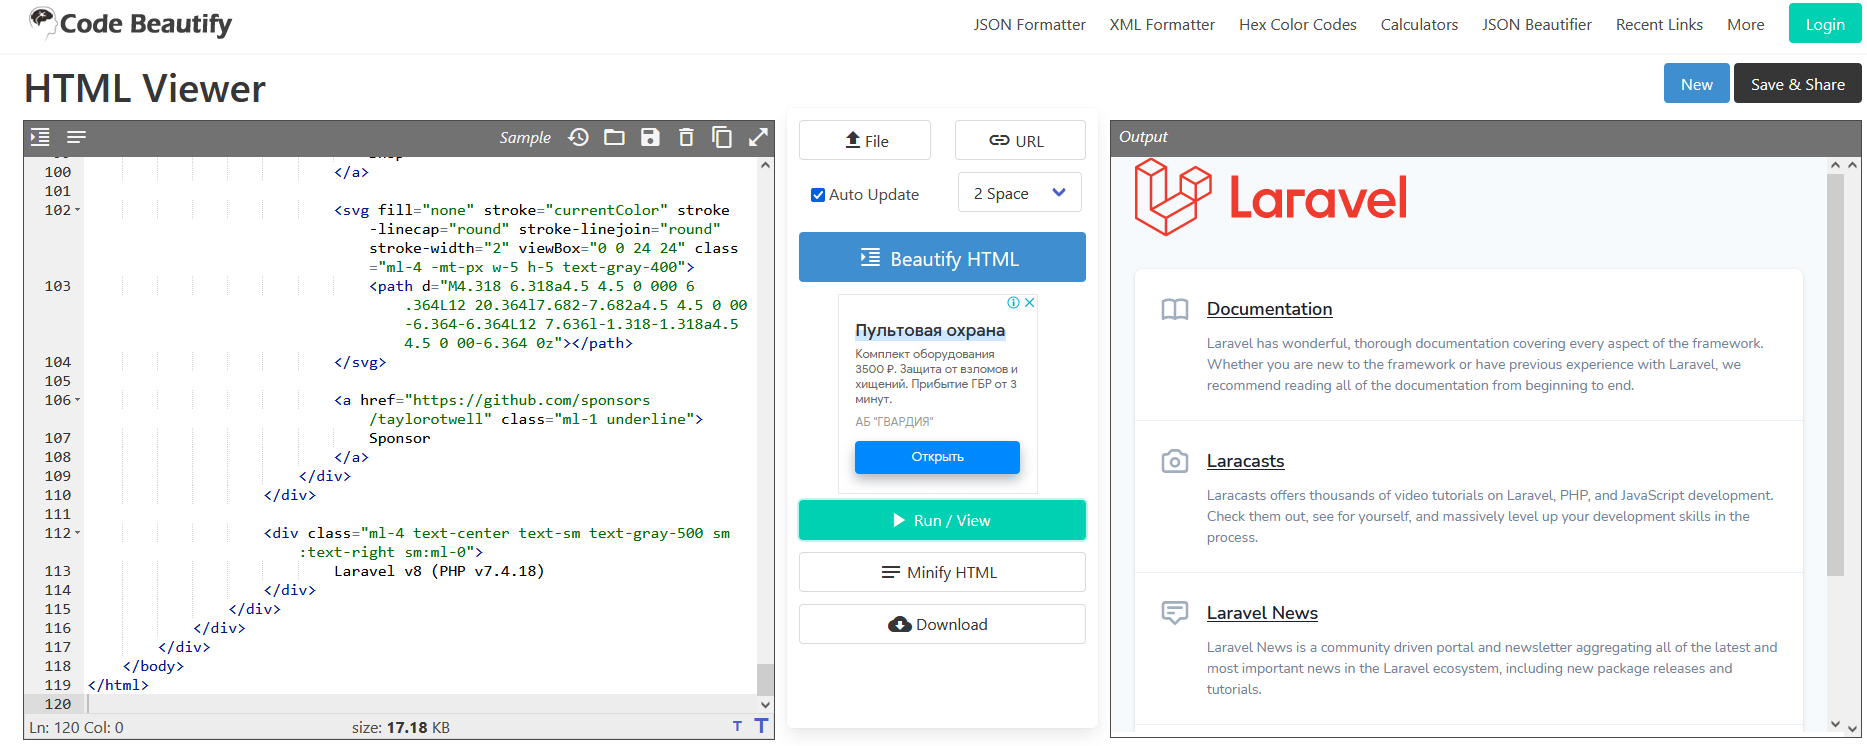 Code Beautify
JSON Formatter XML Formatter Hex Color Codes Calculators JSON Beautifier Recent Links More Login
HTML Viewer
New Save & Share
Sample
100 </a>
101
102 <svg fill="none" stroke="currentColor" stroke
-linecap="round" stroke-linejoin="round"
stroke-width="2" viewBox="0 0 24 24" class
="ml-4 -mt-px w-5 h-5 text-gray-400">
103 <path d="M4.318 6.318a4.5 4.5 0 000 6
.364L12 20.364l7.682-7.682a4.5 4.5 0 00
-6.364-6.364L12 7.636l-1.318-1.318a4.5
4.5 0 00-6.364 0z"></path>
104 </svg>
105
106 <a href="https://github.com/sponsors
/taylorotwell" class="ml-1 underline">
107 Sponsor
108 </a>
109 </div>
110 </div>
111
112 <div class="ml-4 text-center text-sm text-gray-500 sm
:text-right sm:ml-0">
113 Laravel v8 (PHP v7.4.18)
114 </div>
115 </div>
116 </div>
117 </div>
118 </body>
119 </html>
120
Ln: 120 Col: 0 size: 17.18 KB T T
File URL
Auto Update 2 Space
Beautify HTML
Пультовая охрана
Комплект оборудования
3500 ₽. Защита от взломов и
хищений. Прибытие ГБР от 3
минут.
АБ "ГВАРДИЯ"
Открыть
Run / View
Minify HTML
Download
Output
Laravel
Documentation
Laravel has wonderful, thorough documentation covering every aspect of the framework.
Whether you are new to the framework or have previous experience with Laravel, we
recommend reading all of the documentation from beginning to end.
Laracasts
Laracasts offers thousands of video tutorials on Laravel, PHP, and JavaScript development.
Check them out, see for yourself, and massively level up your development skills in the
process.
Laravel News
Laravel News is a community driven portal and newsletter aggregating all of the latest and
most important news in the Laravel ecosystem, including new package releases and
tutorials.